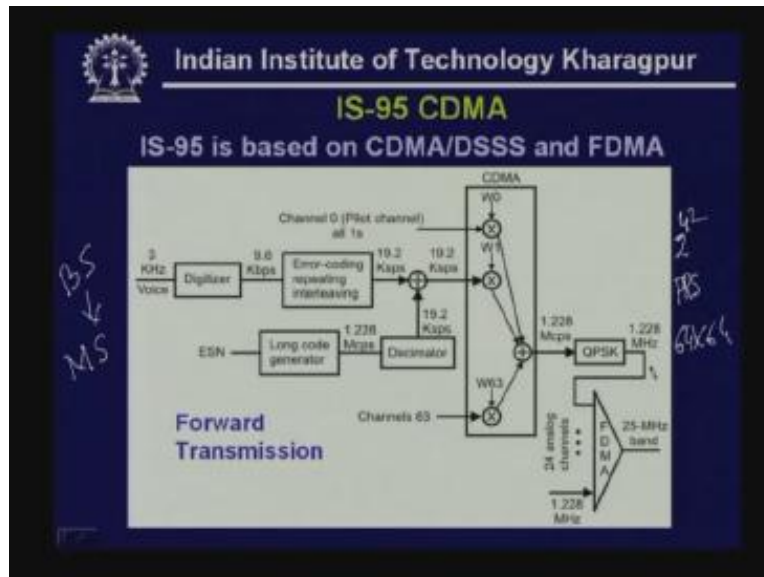 Indian Institute of Technology Kharagpur
IS-95 CDMA
IS-95 is based on CDMA/DSSS and FDMA
CDMA
W0
Channel 0 (Pilot channel)
all 1s
W1
3
KHz
Voice
Digitizer
9.6
Kbps
Error-coding
repeating
interleaving
19.2
Ksps
19.2
Ksps
19.2
Ksps
ESN
Long code
generator
1.228
Mcps
Decimator
1.228
Mcps
QPSK
1.228
MHz
W63
Channels 63
Forward
Transmission
24 analog
channels
FDMA
25-MHz
band
1.228
MHz
BS
MS
42
2
PBS
64X64